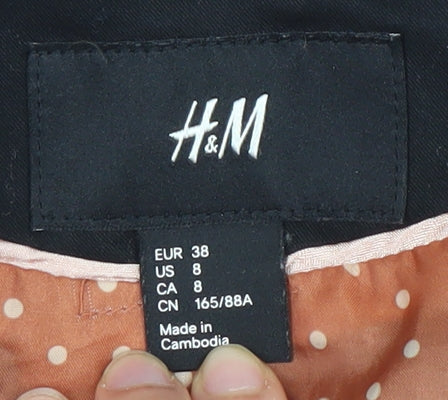 H&M
EUR 38
US 8
CA 8
CN 165/88A
Made in
Cambodia